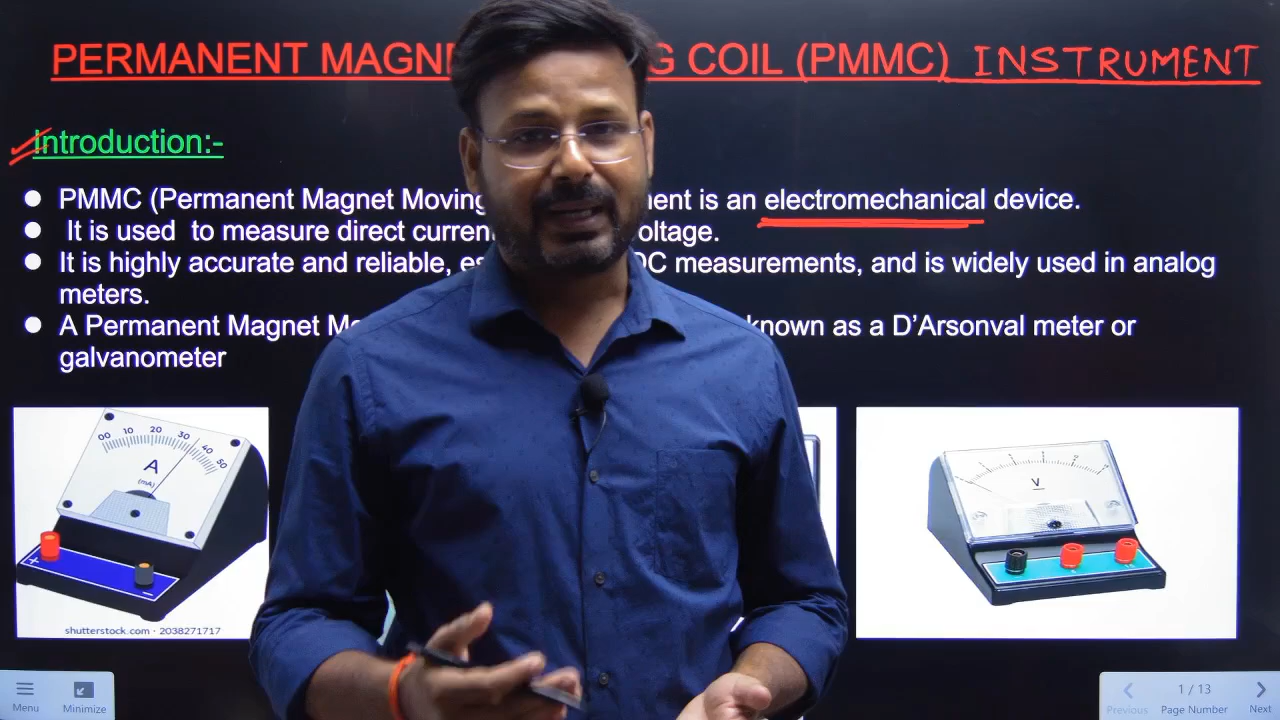 PERMANENT MAGN G COIL (PMMC) INSTRUMENT
Introduction:-
PMMC (Permanent Magnet Moving ent is an electromechanical device.
It is used to measure direct curren oltage.
It is highly accurate and reliable, es DC measurements, and is widely used in analog
meters.
A Permanent Magnet Mo known as a D’Arsonval meter or
galvanometer
00 10 20 30 40 50
A
(mA)
+
−
V
shutterstock.com · 2038271717
Menu
Minimize
1 / 13
Previous
Page Number
Next